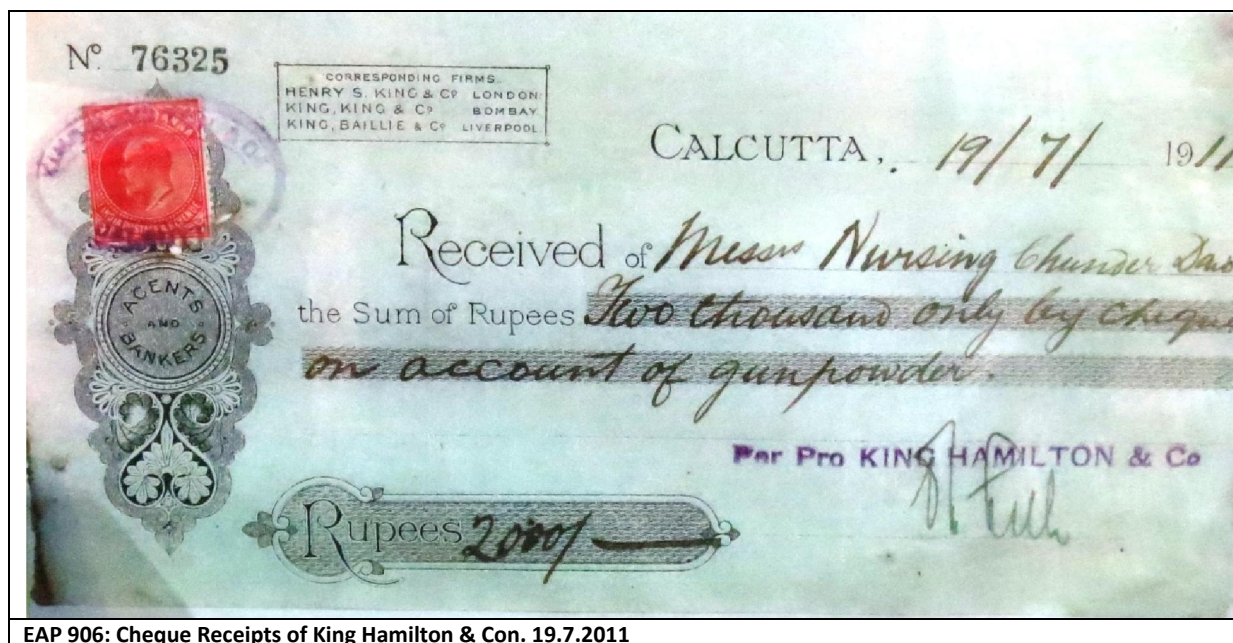 Nº 76325
CORRESPONDING FIRMS
HENRY S. KING & Cº LONDON
KING, KING & Cº BOMBAY
KING, BAILLIE & Cº LIVERPOOL
CALCUTTA, 19/7/1911
Received of Messrs Nursing Chunder Daw
the Sum of Rupees Two thousand only by cheque
on account of gunpowder.
AGENTS
AND
BANKERS
Per Pro KING HAMILTON & Co
Rupees 2000/
EAP 906: Cheque Receipts of King Hamilton & Con. 19.7.2011